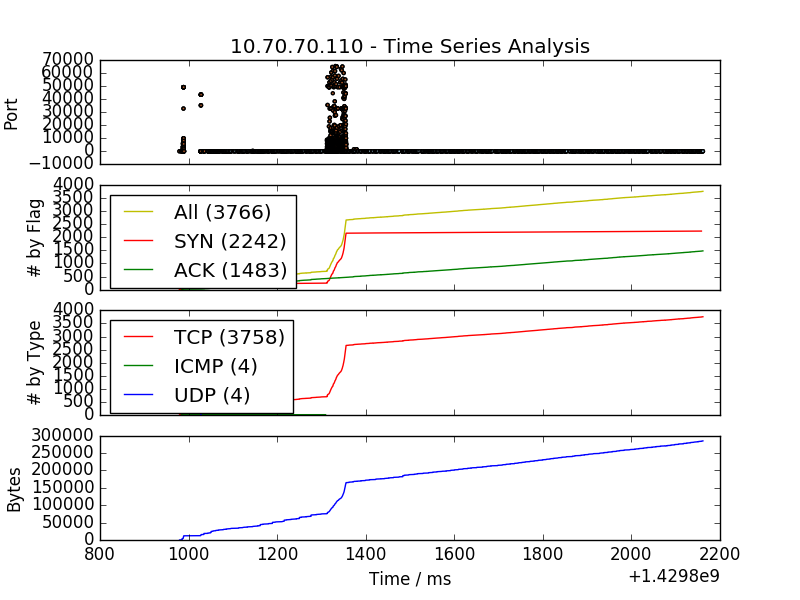 10.70.70.110 - Time Series Analysis
70000
60000
50000
40000
30000
20000
10000
0
−10000
Port
4000
3500
3000
2500
2000
1500
1000
500
0
# by Flag
All (3766)
SYN (2242)
ACK (1483)
4000
3500
3000
2500
2000
1500
1000
500
0
# by Type
TCP (3758)
ICMP (4)
UDP (4)
300000
250000
200000
150000
100000
50000
0
Bytes
800 1000 1200 1400 1600 1800 2000 2200
Time / ms
+1.4298e9